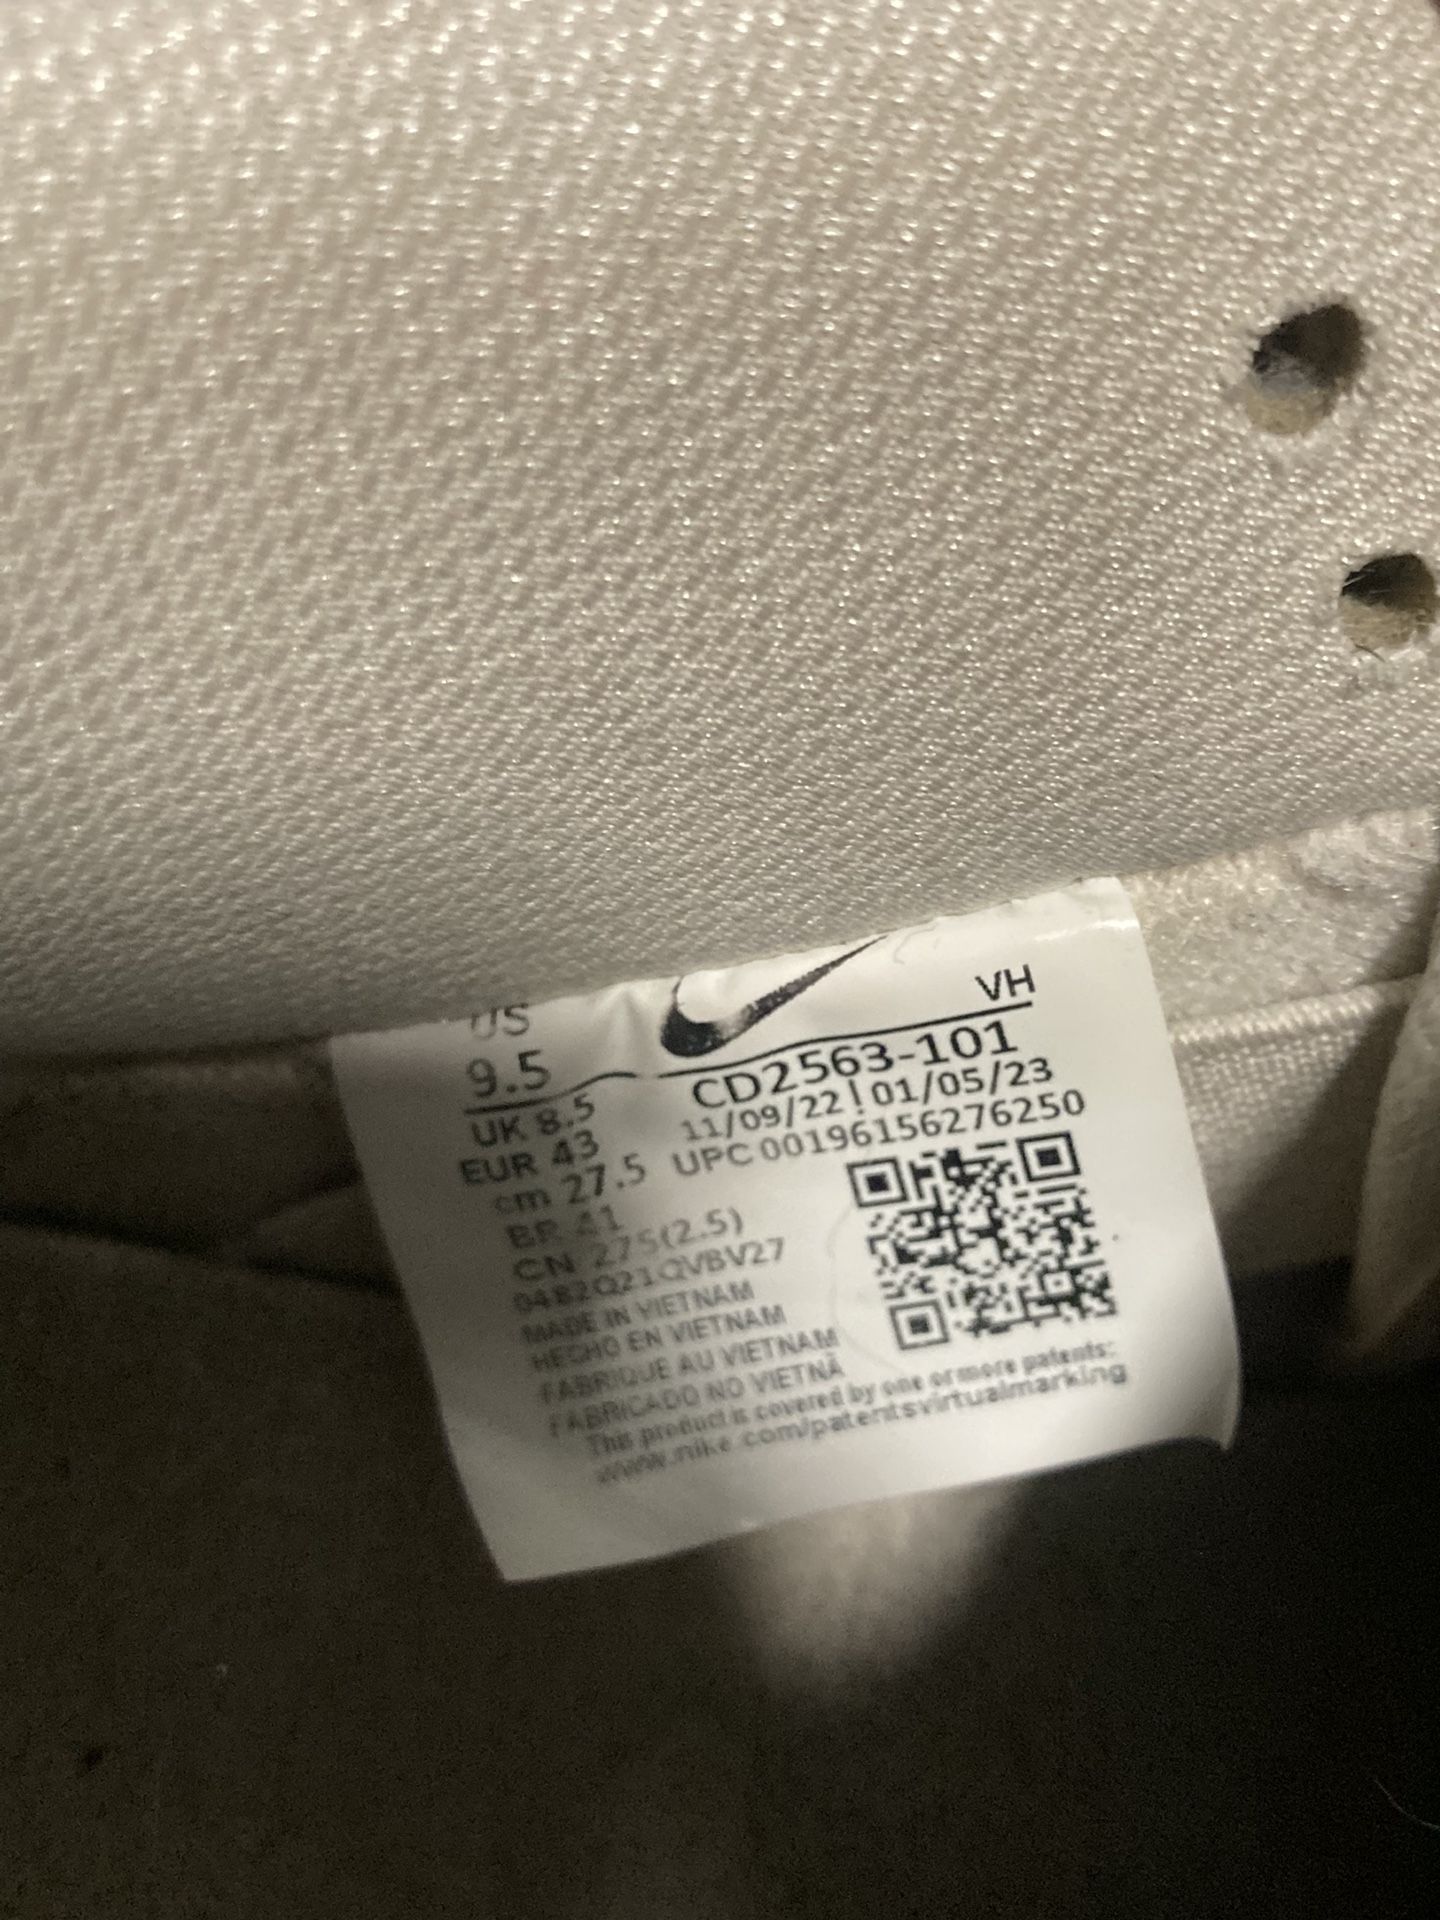 US
9.5
VH
CD2563-101
UK 8.5
11/09/22 | 01/05/23
EUR 43
UPC 00196156276250
cm 27.5
BR 41
CN 275(2.5)
MADE IN VIETNAM
HECHO EN VIETNAM
FABRIQUE AU VIETNAM
FABRICADO NO VIETNÃ
This product is covered by one or more patents:
www.nike.com/patentsvirtualmarking